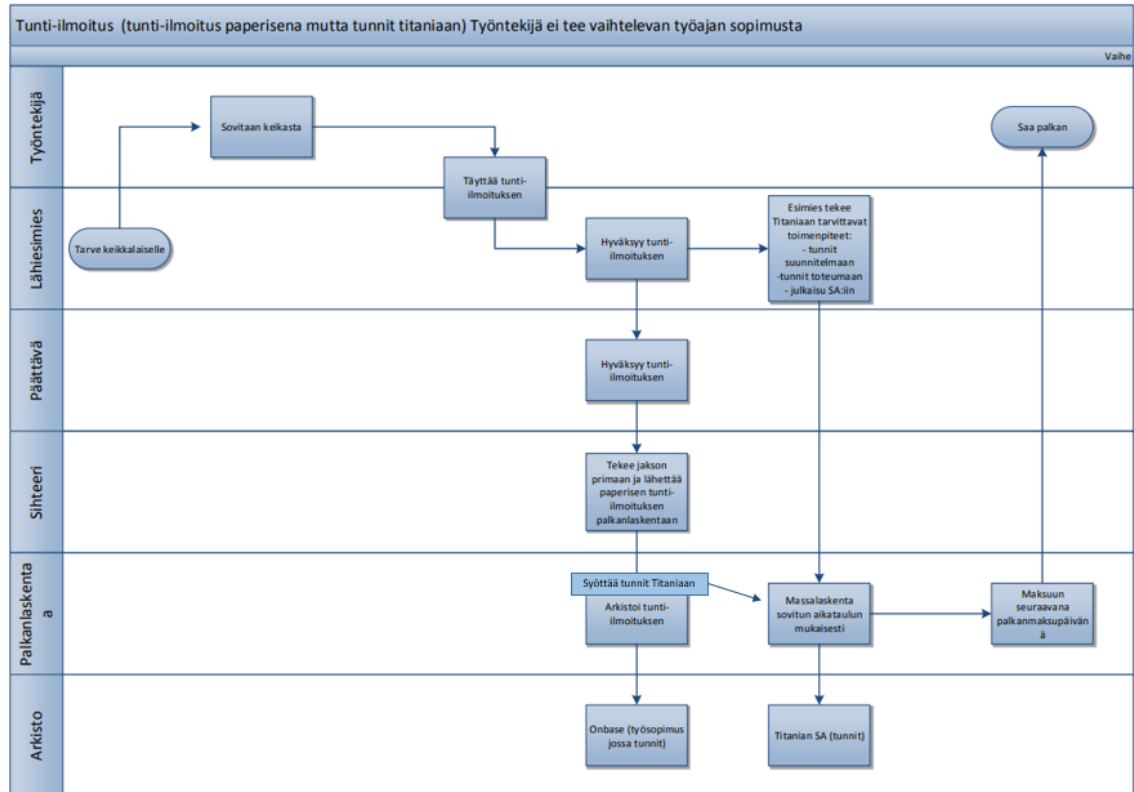 Tunti-ilmoitus (tunti-ilmoitus paperisena mutta tunnit titaniaan) Työntekijä ei tee vaihtelevan työajan sopimusta
Vaihe
Työntekijä
Sovitaan keikasta
Saa palkan
Täyttää tunti-
ilmoituksen
Lähiesimies
Tarve keikkalaiselle
Hyväksyy tunti-
ilmoituksen
Esimies tekee
Titaniaan tarvittavat
toimenpiteet:
- tunnit
suunnitelmaan
-tunnit toteumaan
- julkaisu SA:iin
Päättävä
Hyväksyy tunti-
ilmoituksen
Sihteeri
Tekee jakson
primaan ja lähettää
paperisen tunti-
ilmoituksen
palkanlaskentaan
Palkanlaskenta
a
Syöttää tunnit Titaniaan
Arkistoi tunti-
ilmoituksen
Massalaskenta
sovitun aikataulun
mukaisesti
Maksuun
seuraavana
palkanmaksupäivän
ä
Arkisto
Onbase (työsopimus
jossa tunnit)
Titanian SA (tunnit)